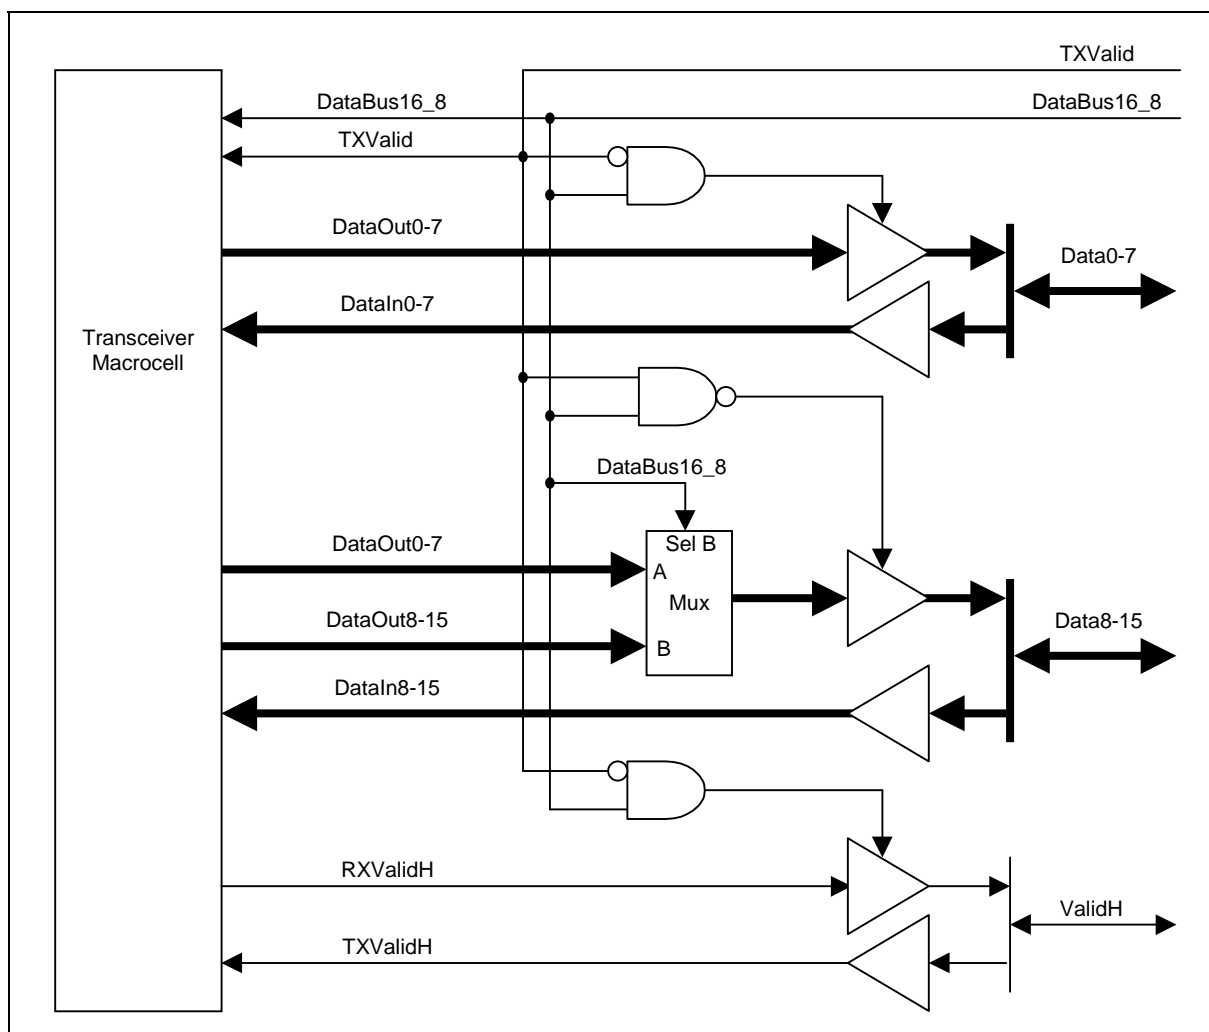 TXValid
DataBus16_8
DataBus16_8
TXValid
DataOut0-7
Data0-7
DataIn0-7
Transceiver
Macrocell
DataBus16_8
Sel B
DataOut0-7
A
Mux
DataOut8-15
Data8-15
B
DataIn8-15
RXValidH
ValidH
TXValidH